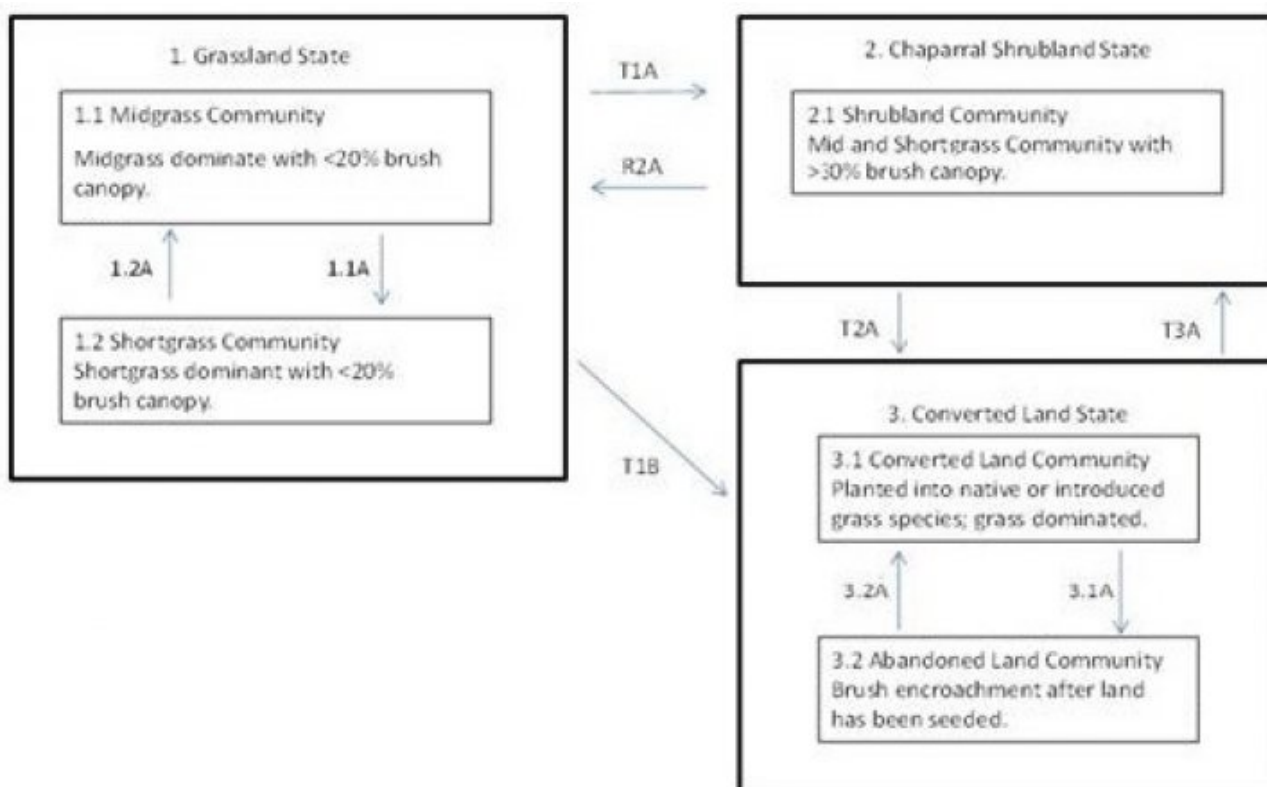 1. Grassland State
1.1 Midgrass Community
Midgrass dominate with <20% brush
canopy.
1.2A
1.1A
1.2 Shortgrass Community
Shortgrass dominant with <20%
brush canopy.
T1A
R2A
2. Chaparral Shrubland State
2.1 Shrubland Community
Mid and Shortgrass Community with
brush canopy.
T2A
T3A
T1B
3. Converted Land State
3.1 Converted Land Community
Planted into native or introduced
grass species; grass dominated.
3.2A
3.1A
3.2 Abandoned Land Community
Brush encroachment after land
has been seeded.